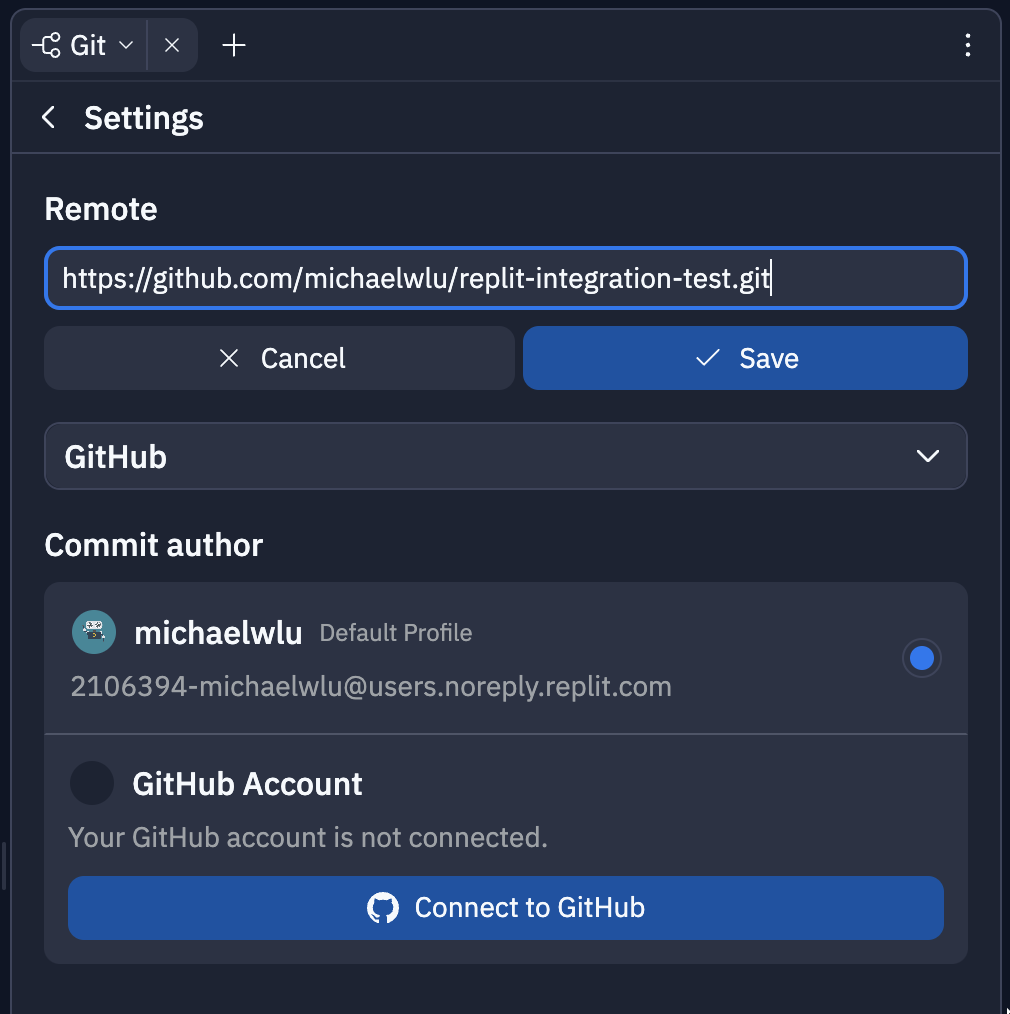 Git
Settings
Remote
https://github.com/michaelwlu/replit-integration-test.git
Cancel
Save
GitHub
Commit author
michaelwlu Default Profile
2106394-michaelwlu@users.noreply.replit.com
GitHub Account
Your GitHub account is not connected.
Connect to GitHub